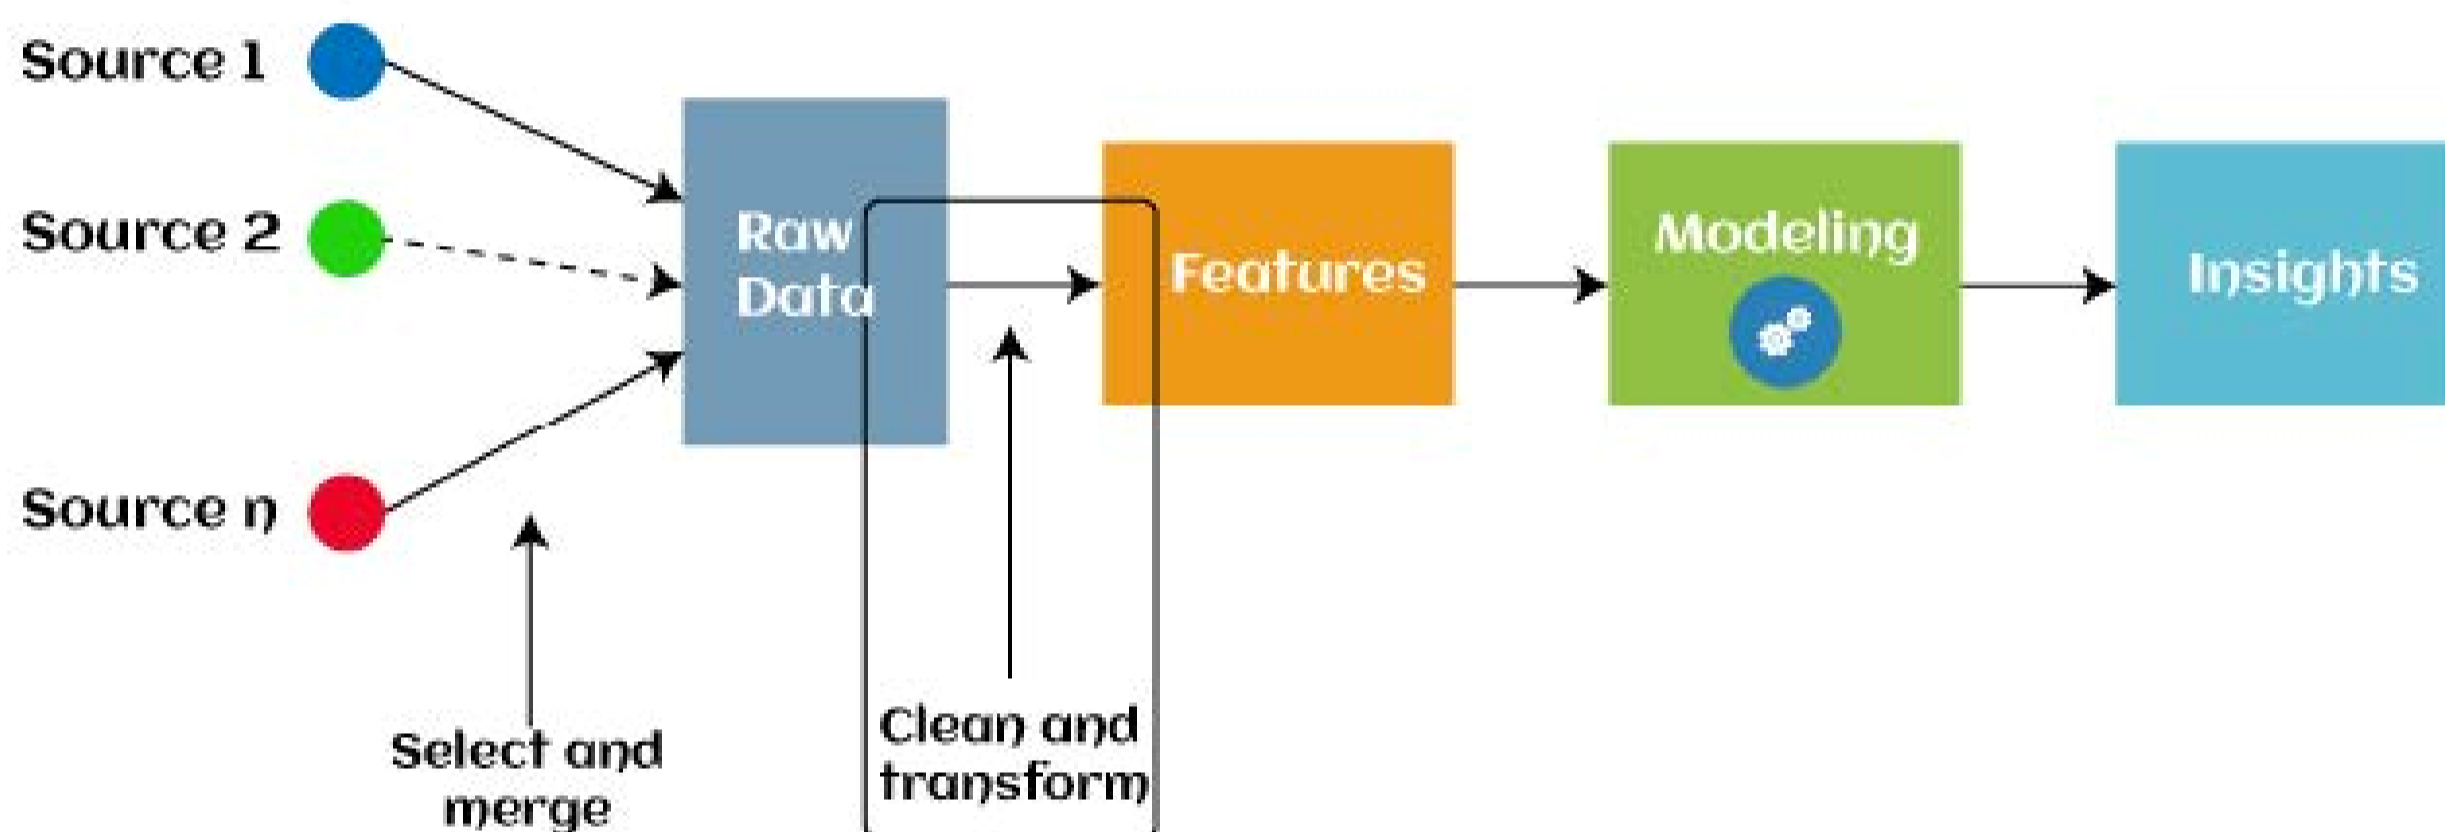 Source 1
Source 2
Source n
Raw
Data
Features
Modeling
Insights
Select and
merge
Clean and
transform